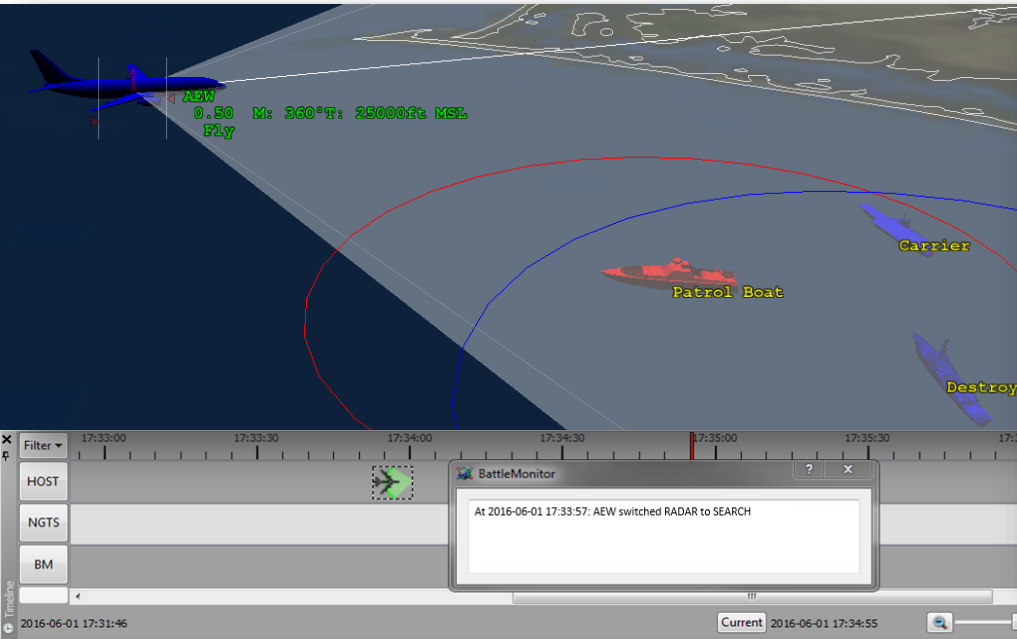 AEW
0.50 M: 360°T: 25000ft MSL
Fly
Carrier
Patrol Boat
Destroy
Filter
17:33:00 17:33:30 17:34:00 17:34:30 17:35:00 17:35:30 17:
HOST
NGTS
BM
BattleMonitor
At 2016-06-01 17:33:57: AEW switched RADAR to SEARCH
Timeline
2016-06-01 17:31:46
Current 2016-06-01 17:34:55